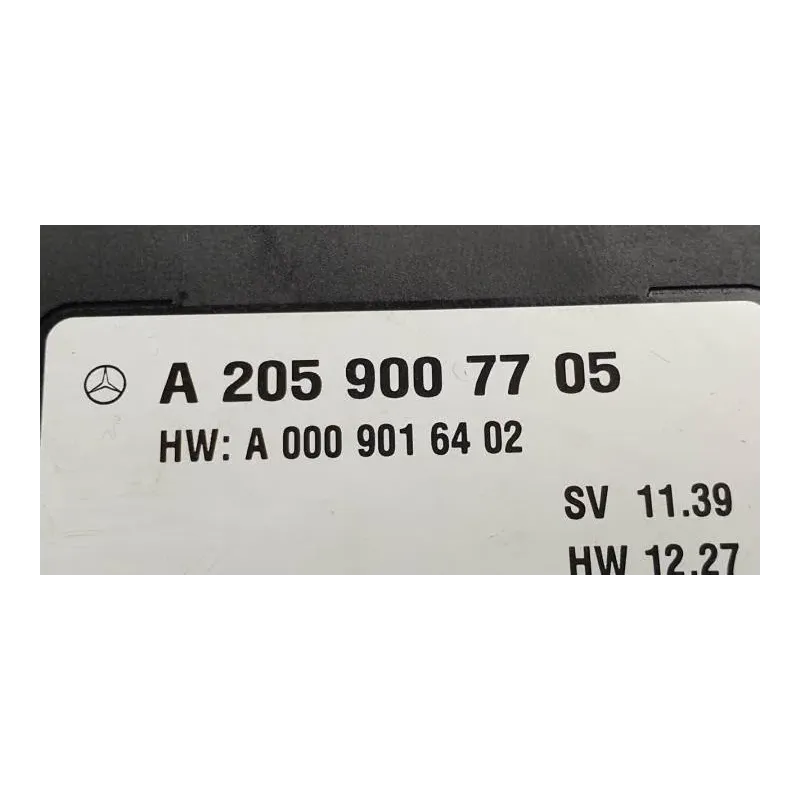 A 205 900 77 05
HW: A 000 901 64 02
SV 11.39
HW 12.27